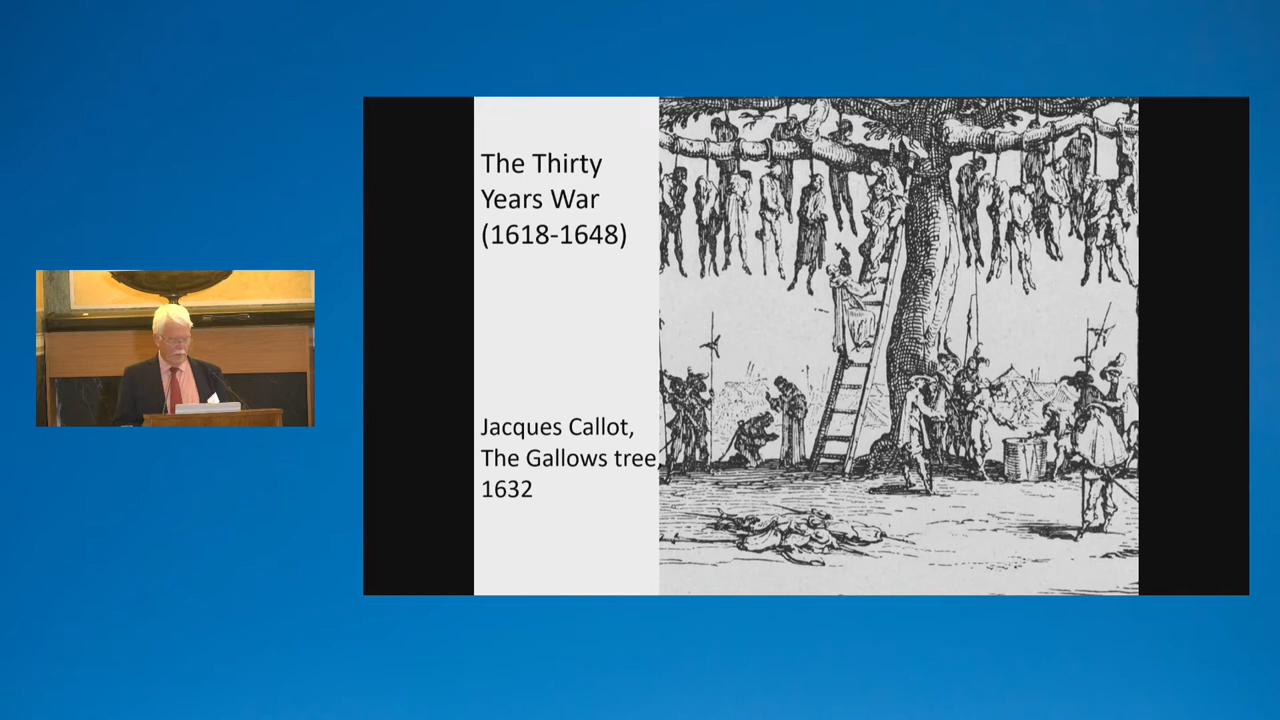 The Thirty
Years War
(1618-1648)
Jacques Callot,
The Gallows tree,
1632